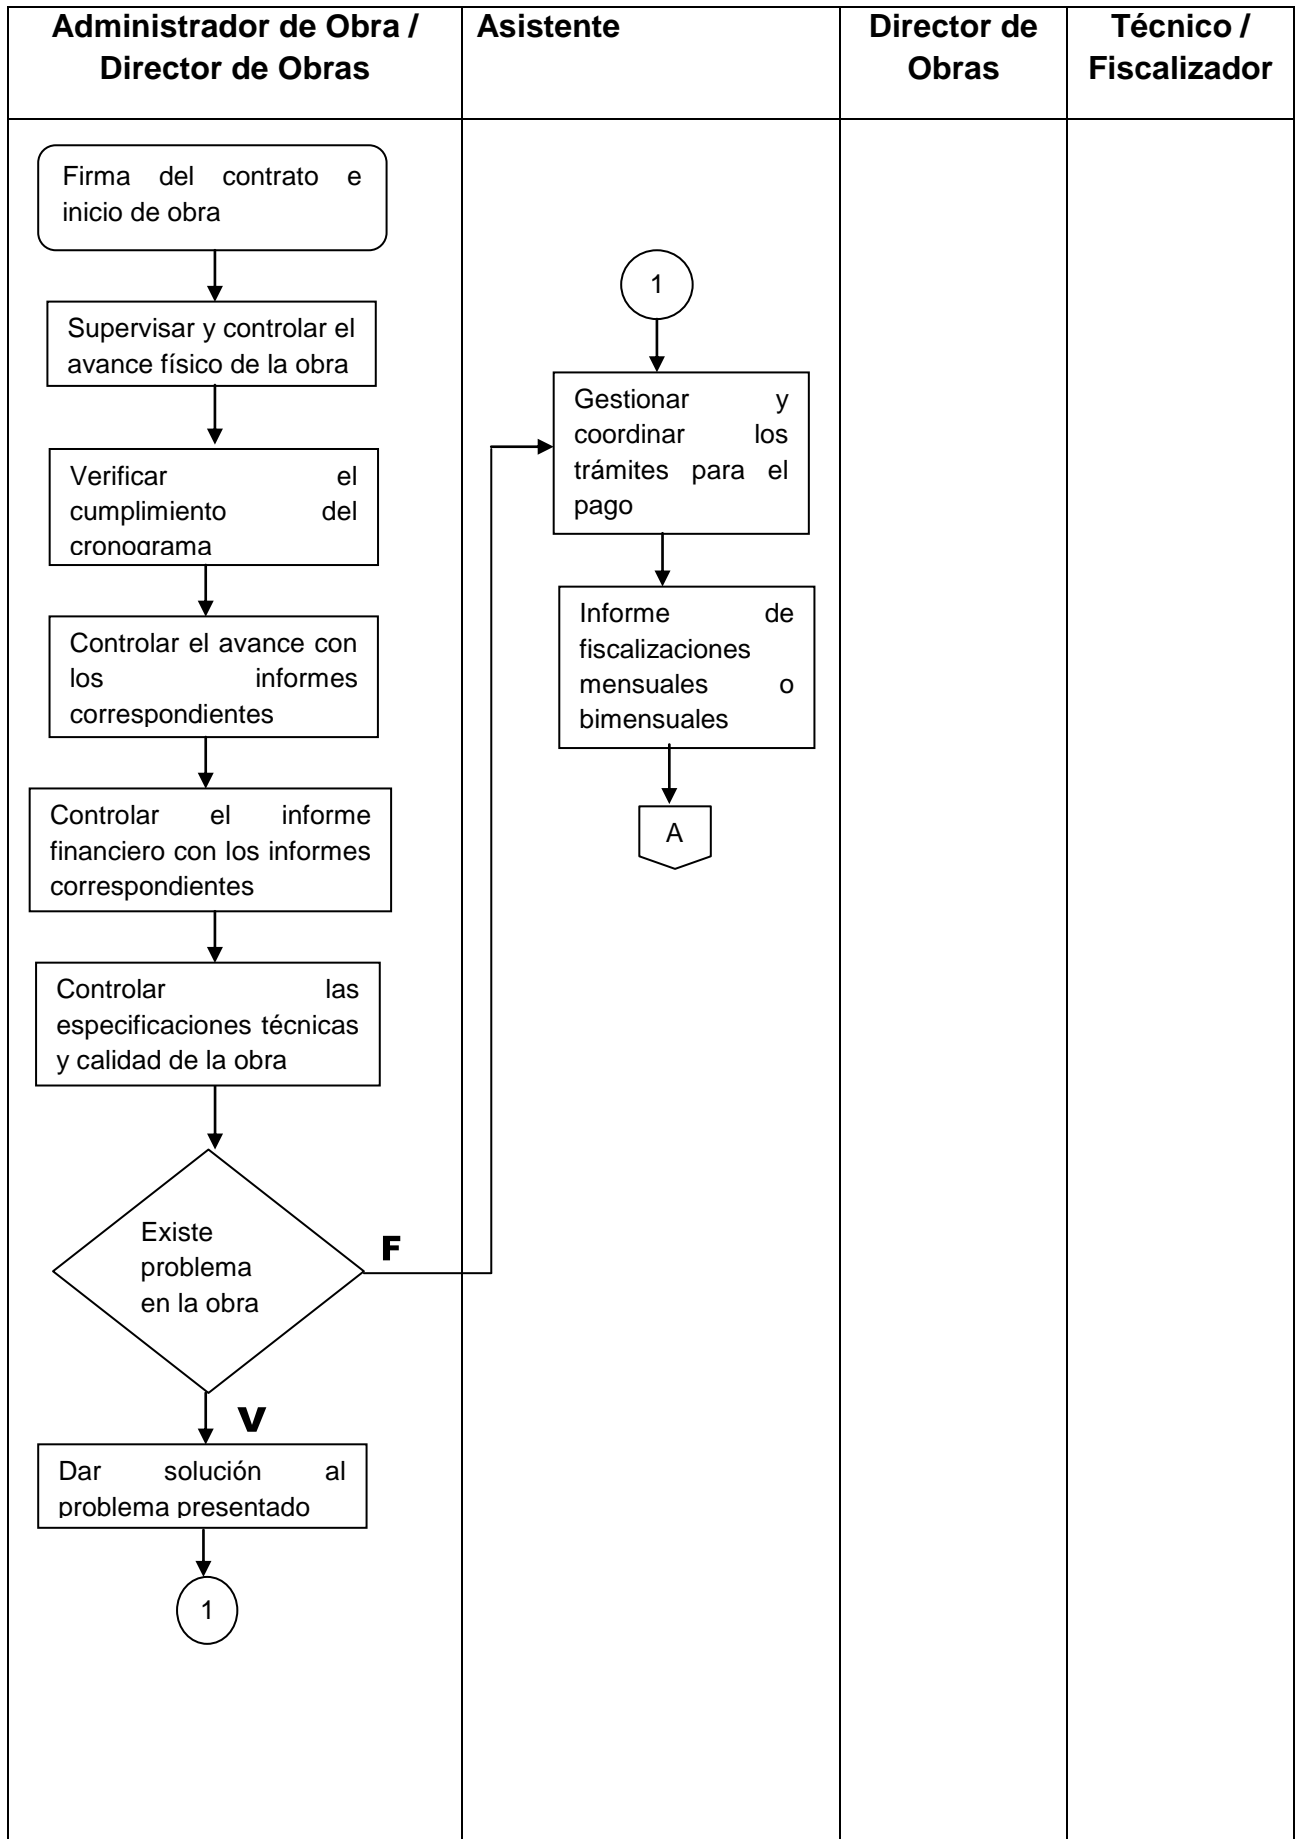 Administrador de Obra /
Director de Obras
Asistente
Director de
Obras
Técnico /
Fiscalizador
Firma del contrato e
inicio de obra
Supervisar y controlar el
avance físico de la obra
Verificar el
cumplimiento del
cronograma
Controlar el avance con
los informes
correspondientes
Controlar el informe
financiero con los informes
correspondientes
Controlar las
especificaciones técnicas
y calidad de la obra
Existe
problema
en la obra
F
V
Dar solución al
problema presentado
1
1
Gestionar y
coordinar los
trámites para el
pago
Informe de
fiscalizaciones
mensuales o
bimensuales
A